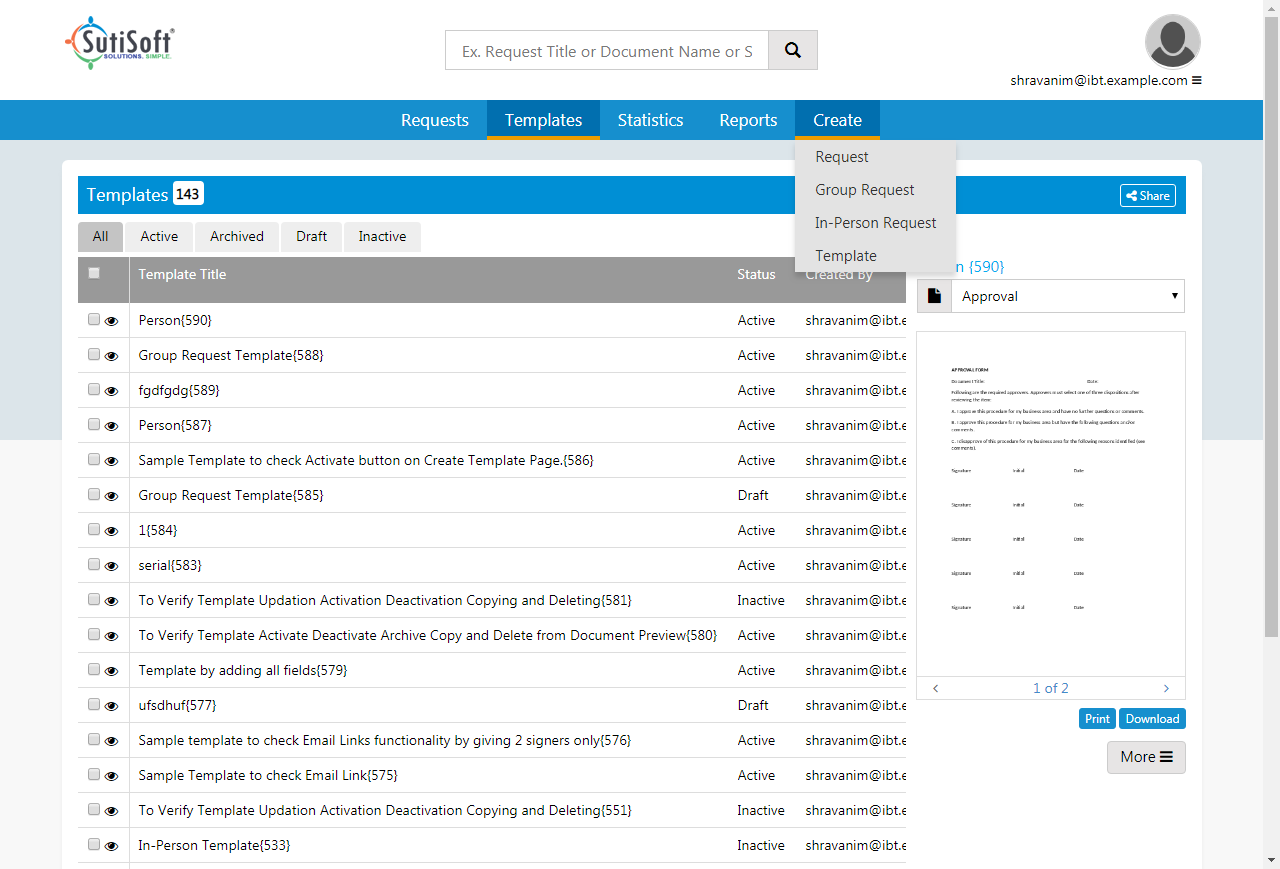 SutiSoft®
SOLUTIONS. SIMPLE.
Ex. Request Title or Document Name or S
shravanim@ibt.example.com
Requests Templates Statistics Reports Create
Request
Group Request
In-Person Request
Template
Templates 143
Share
All Active Archived Draft Inactive
Template Title Status Created By
Person{590} Active shravanim@ibt.e
Group Request Template{588} Active shravanim@ibt.e
fgdfgdg{589} Active shravanim@ibt.e
Person{587} Active shravanim@ibt.e
Sample Template to check Activate button on Create Template Page.{586} Active shravanim@ibt.e
Group Request Template{585} Draft shravanim@ibt.e
1{584} Active shravanim@ibt.e
serial{583} Active shravanim@ibt.e
To Verify Template Updation Activation Deactivation Copying and Deleting{581} Inactive shravanim@ibt.e
To Verify Template Activate Deactivate Archive Copy and Delete from Document Preview{580} Active shravanim@ibt.e
Template by adding all fields{579} Active shravanim@ibt.e
ufsdhuf{577} Draft shravanim@ibt.e
Sample template to check Email Links functionality by giving 2 signers only{576} Active shravanim@ibt.e
Sample Template to check Email Link{575} Active shravanim@ibt.e
To Verify Template Updation Activation Deactivation Copying and Deleting{551} Inactive shravanim@ibt.e
In-Person Template{533} Inactive shravanim@ibt.e
n {590}
Approval
APPROVAL FORM
Document Title: Date:
Following are the required approvers. Approvers must select one of three dispositions after
reviewing the item:
A. I approve this procedure for my business area and have no further questions or comments.
B. I approve this procedure for my business area but have the following questions and/or
comments.
C. I disapprove of this procedure for my business area for the following reasons identified (see
comments).
Signature Initial Date
Signature Initial Date
Signature Initial Date
Signature Initial Date
Signature Initial Date
1 of 2
Print Download
More